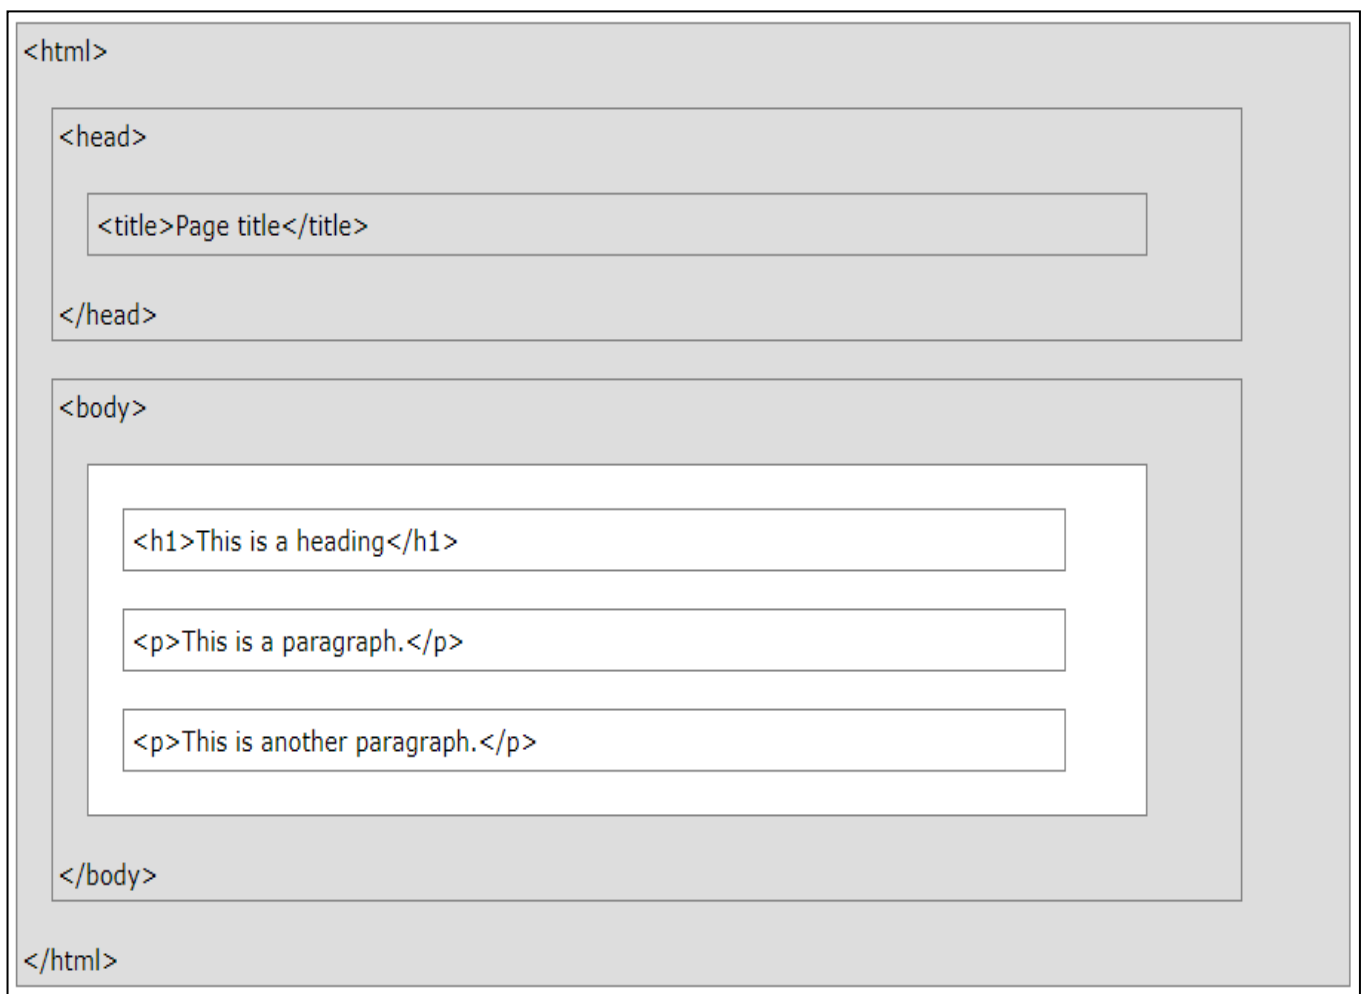 <html>
<head>
<title>Page title</title>
</head>
<body>
<h1>This is a heading</h1>
<p>This is a paragraph.</p>
<p>This is another paragraph.</p>
</body>
</html>